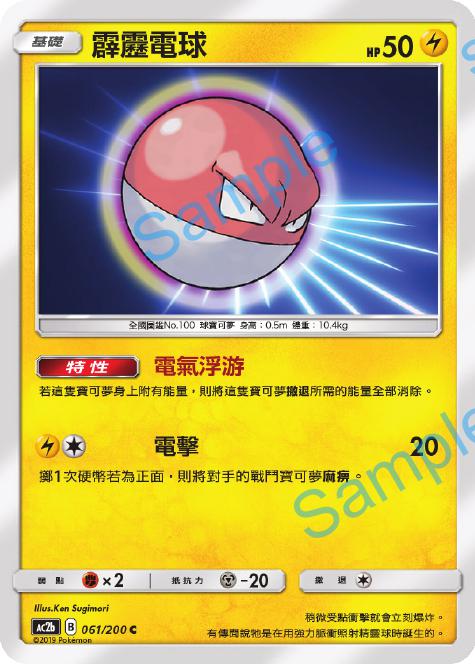 基礎 霹靂電球 HP 50
Sample
全國圖鑑No.100 球寶可夢 身高：0.5m 體重：10.4kg
特性 電氣浮游
若這隻寶可夢身上附有能量，則將這隻寶可夢撤退所需的能量全部消除。
電擊 20
擲1次硬幣若為正面，則將對手的戰鬥寶可夢麻痹。
Sample
弱點 ×2 抵抗力 -20 撤退
Illus.Ken Sugimori
AC2b B 061/200 C
©2019 Pokémon
稍微受點衝擊就會立刻爆炸。
有傳聞說牠是在用強力脈衝照射精靈球時誕生的。